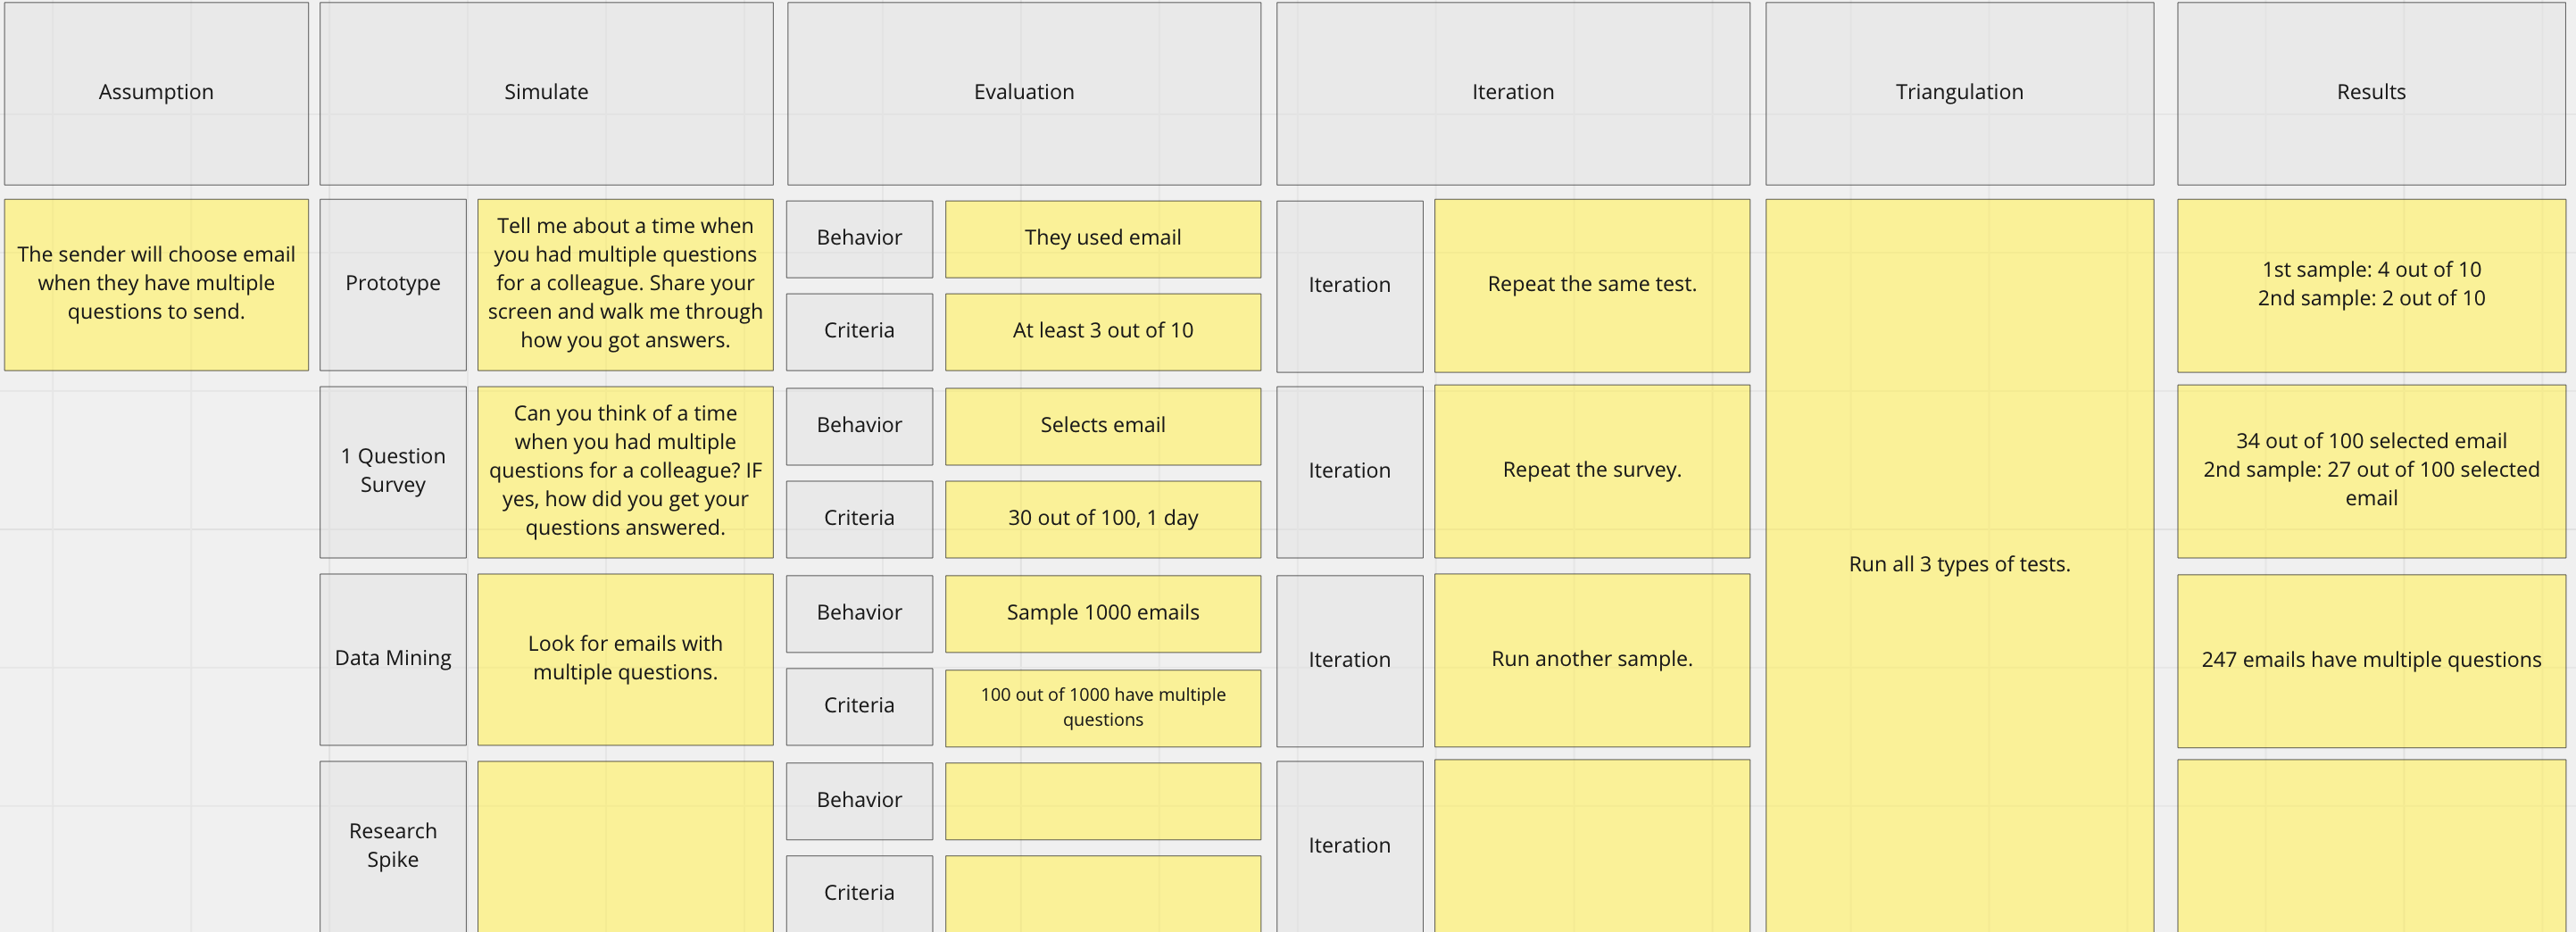 Assumption
Simulate
Evaluation
Iteration
Triangulation
Results
The sender will choose email
when they have multiple
questions to send.
Prototype
Tell me about a time when
you had multiple questions
for a colleague. Share your
screen and walk me through
how you got answers.
Behavior
They used email
Criteria
At least 3 out of 10
Iteration
Repeat the same test.
Run all 3 types of tests.
1st sample: 4 out of 10
2nd sample: 2 out of 10
1 Question
Survey
Can you think of a time
when you had multiple
questions for a colleague? IF
yes, how did you get your
questions answered.
Behavior
Selects email
Criteria
30 out of 100, 1 day
Iteration
Repeat the survey.
34 out of 100 selected email
2nd sample: 27 out of 100 selected
email
Data Mining
Look for emails with
multiple questions.
Behavior
Sample 1000 emails
Criteria
100 out of 1000 have multiple
questions
Iteration
Run another sample.
247 emails have multiple questions
Research
Spike
Behavior
Criteria
Iteration